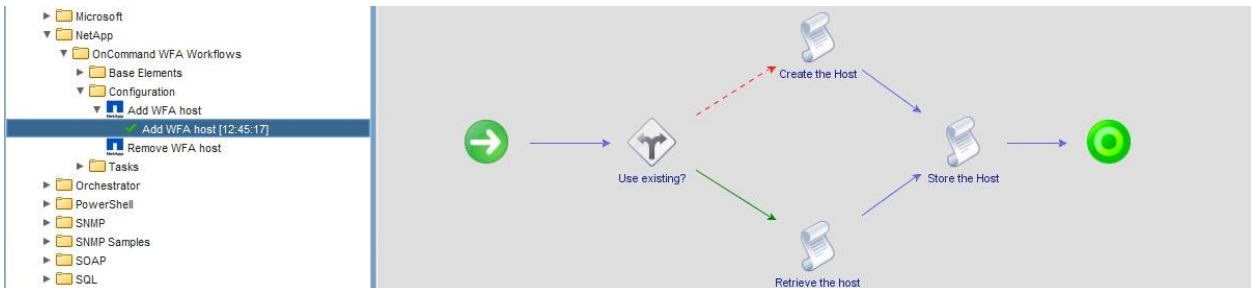 Microsoft
NetApp
OnCommand WFA Workflows
Base Elements
Configuration
Add WFA host
Add WFA host [12:45:17]
Remove WFA host
Tasks
Orchestrator
PowerShell
SNMP
SNMP Samples
SOAP
SQL
Create the Host
Use existing?
Store the Host
Retrieve the host